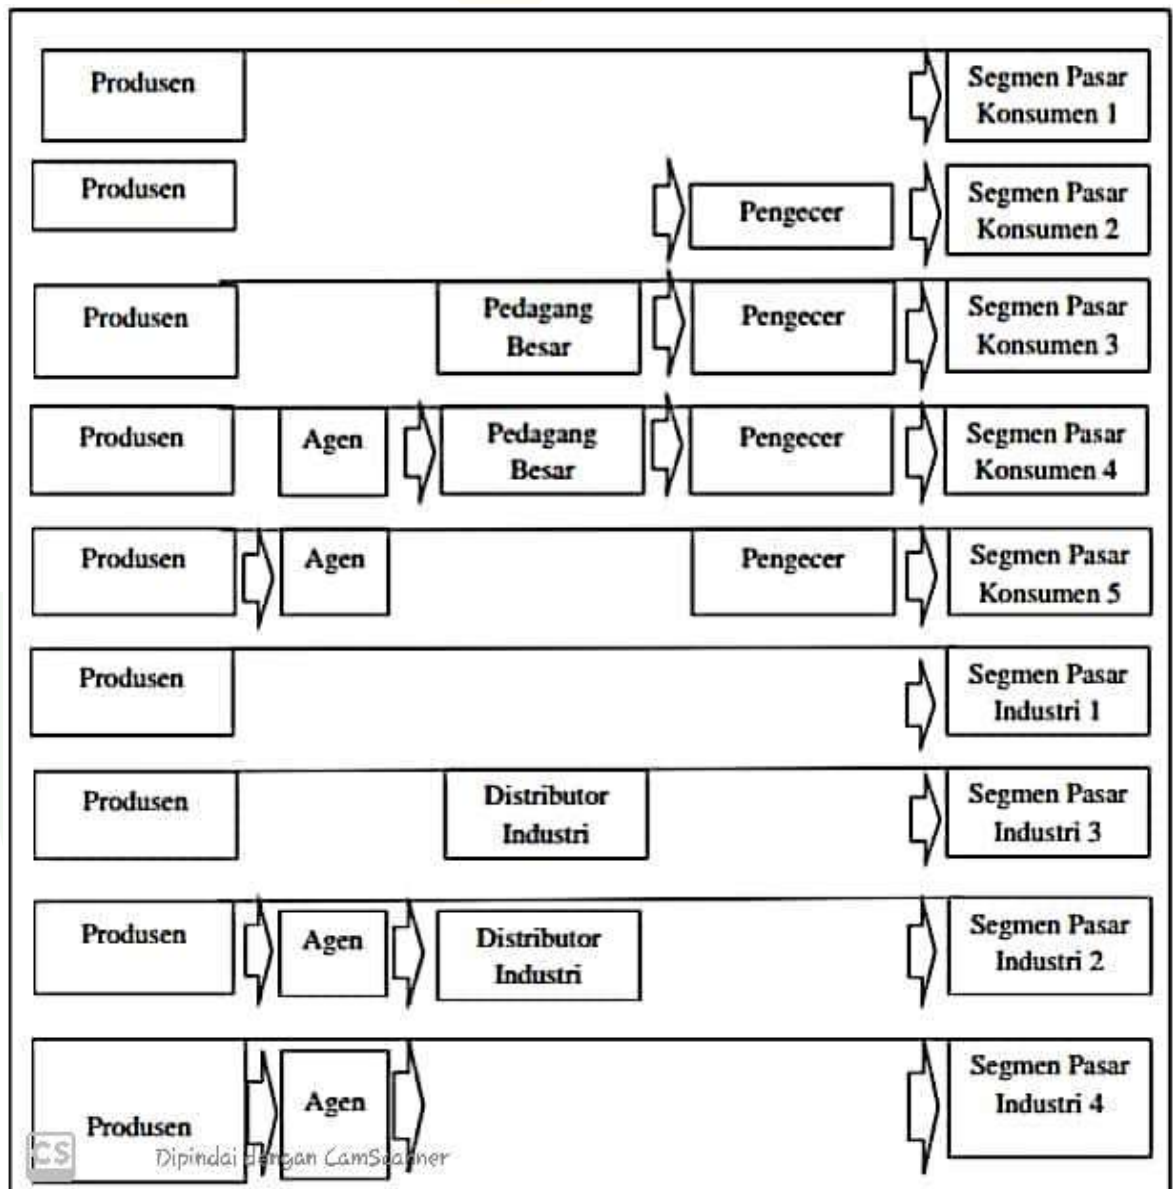 Produsen
Segmen Pasar
Konsumen 1
Produsen
Pengecer
Segmen Pasar
Konsumen 2
Produsen
Pedagang
Besar
Pengecer
Segmen Pasar
Konsumen 3
Produsen
Agen
Pedagang
Besar
Pengecer
Segmen Pasar
Konsumen 4
Produsen
Agen
Pengecer
Segmen Pasar
Konsumen 5
Produsen
Segmen Pasar
Industri 1
Produsen
Distributor
Industri
Segmen Pasar
Industri 3
Produsen
Agen
Distributor
Industri
Segmen Pasar
Industri 2
Produsen
Agen
Segmen Pasar
Industri 4
CS
Dipindai dengan CamScanner